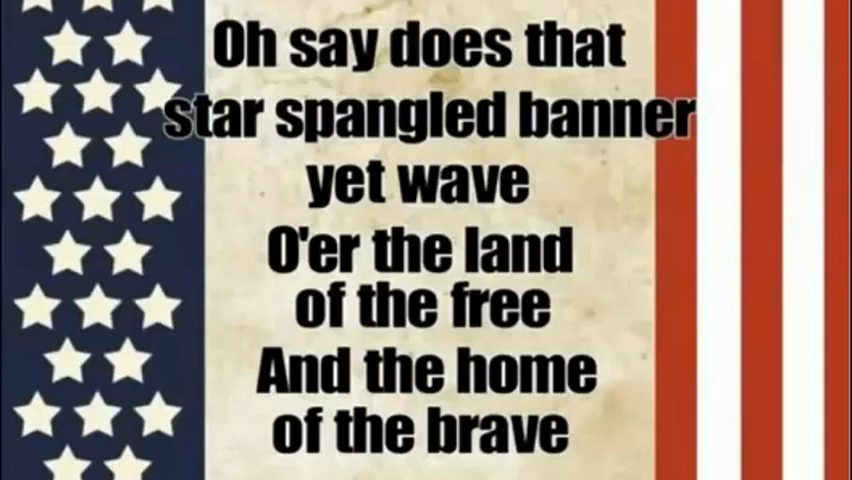 Oh say does that
star spangled banner
yet wave
O'er the land
of the free
And the home
of the brave